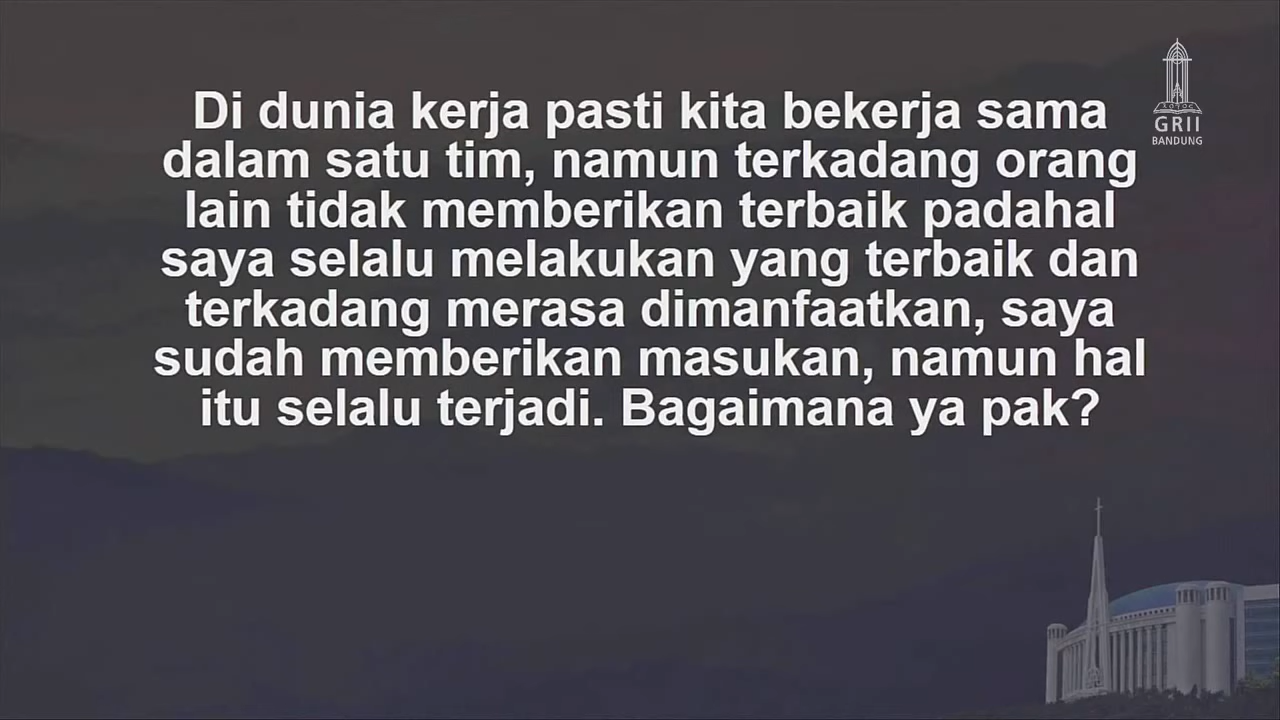 Di dunia kerja pasti kita bekerja sama
dalam satu tim, namun terkadang orang
lain tidak memberikan terbaik padahal
saya selalu melakukan yang terbaik dan
terkadang merasa dimanfaatkan, saya
sudah memberikan masukan, namun hal
itu selalu terjadi. Bagaimana ya pak?
GRII
BANDUNG